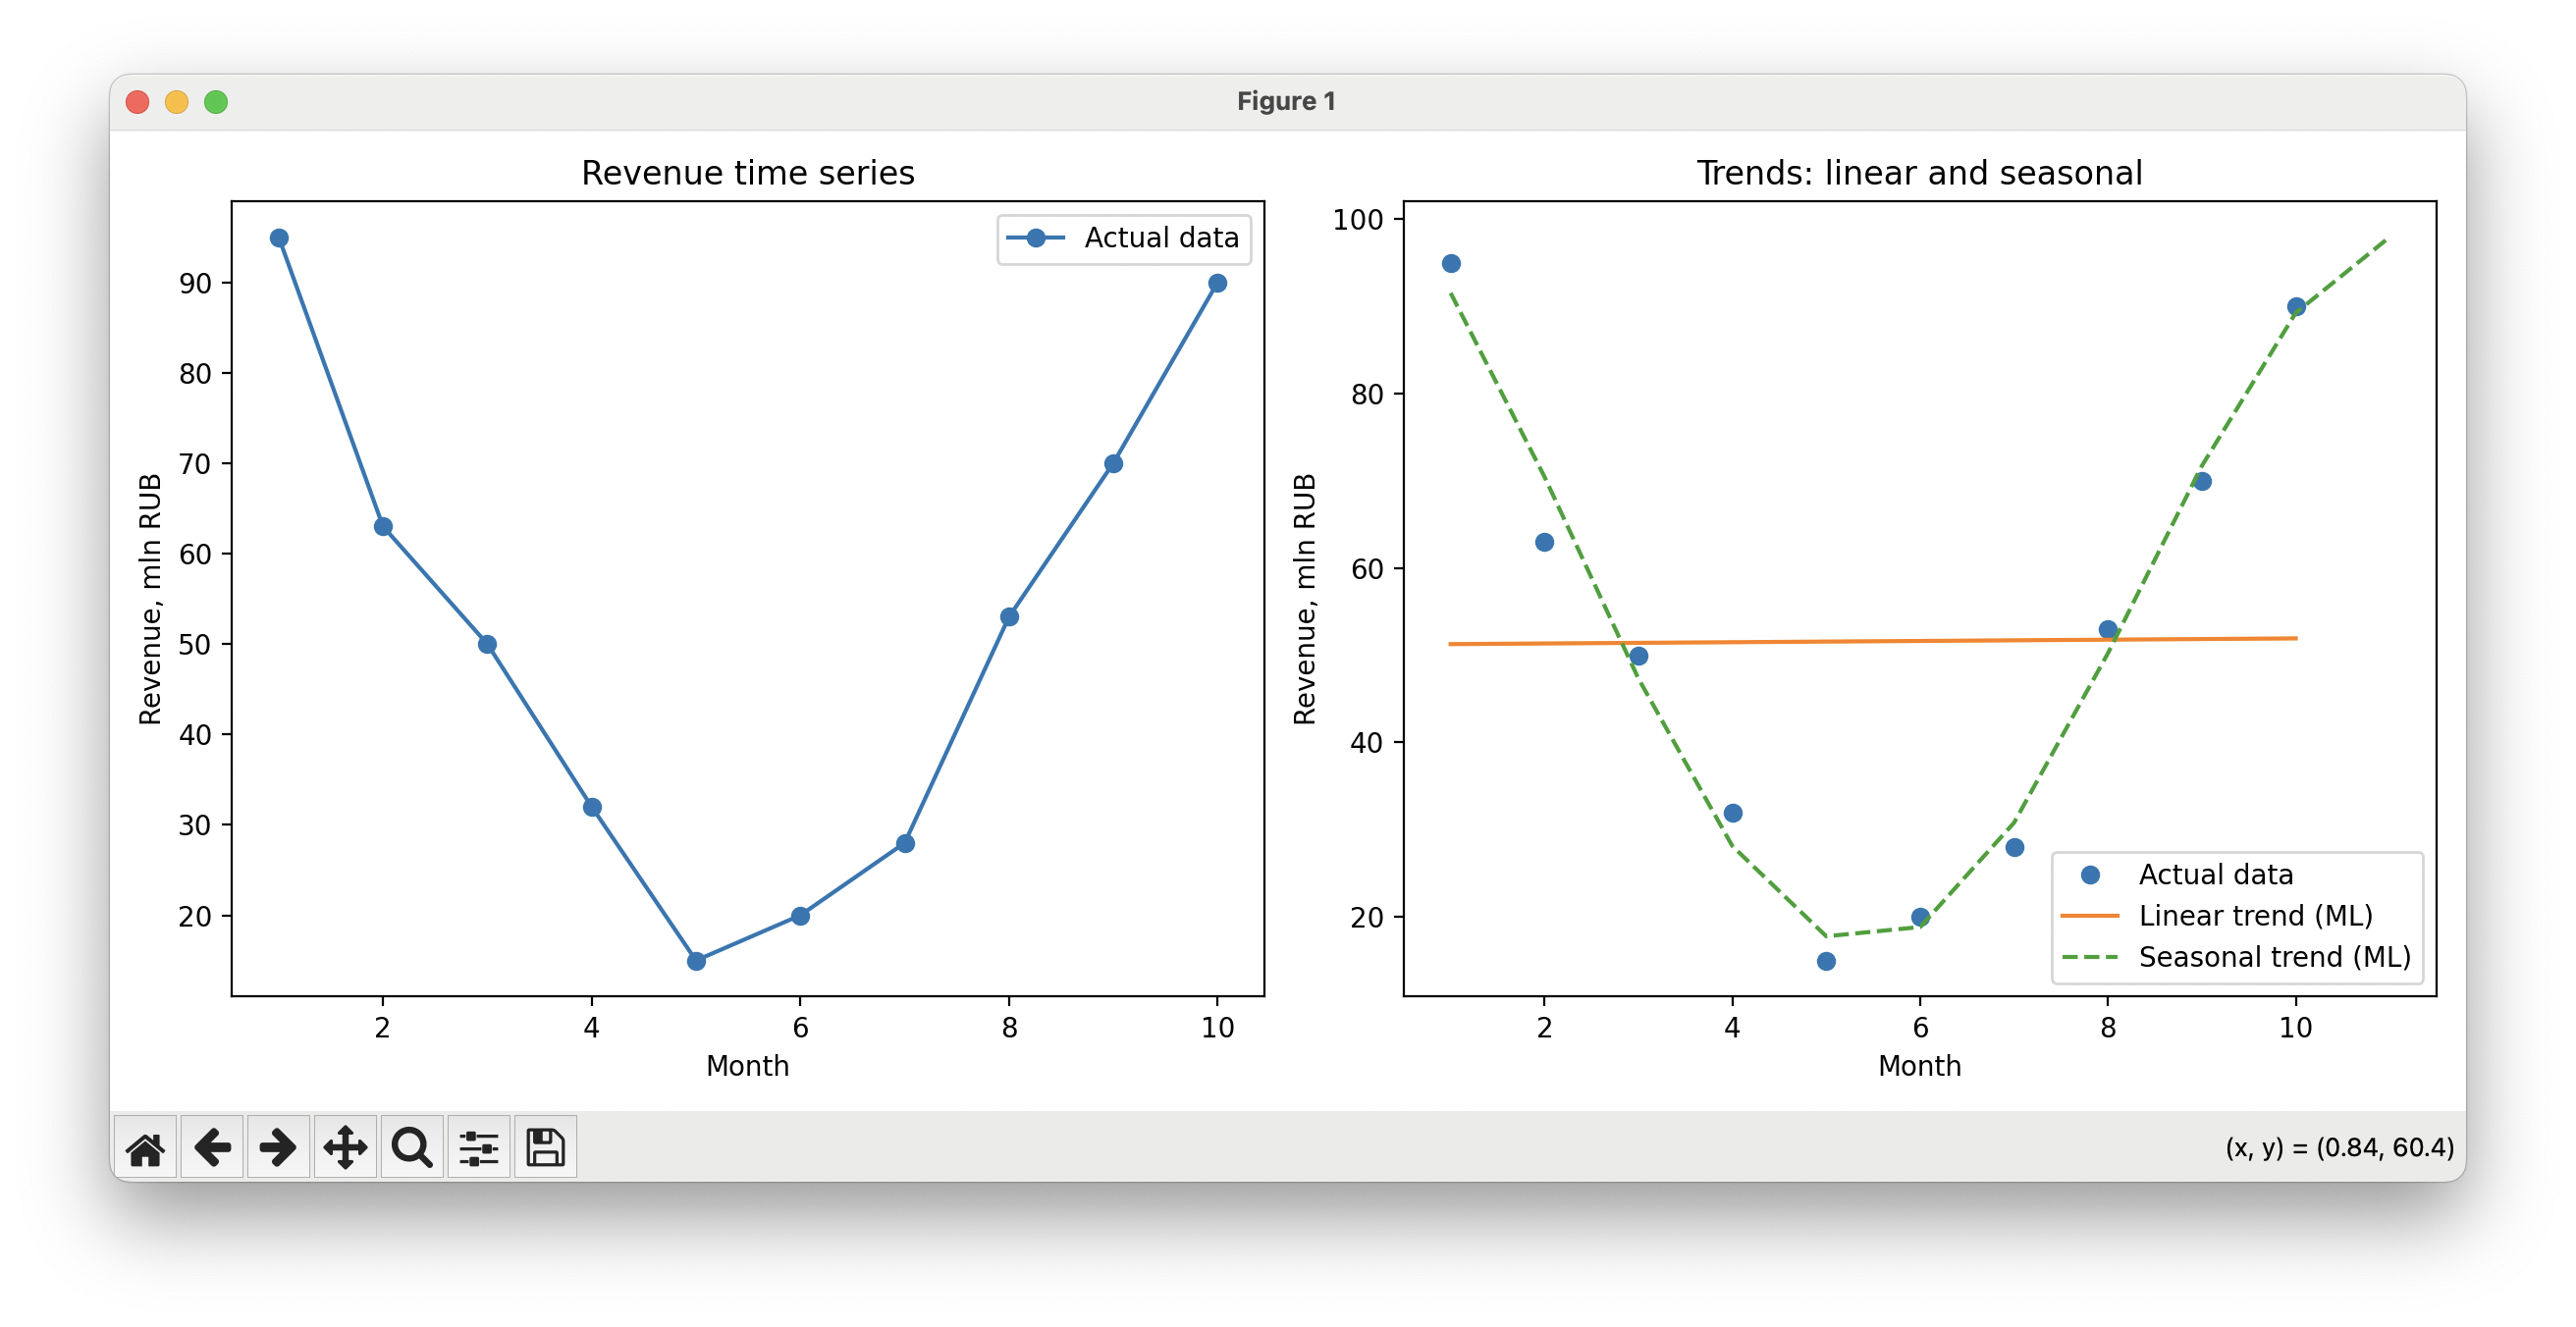 Figure 1
Revenue time series
Actual data
90
80
70
60
50
40
30
20
Revenue, mln RUB
2 4 6 8 10
Month
Trends: linear and seasonal
100
80
60
40
20
Revenue, mln RUB
Actual data
Linear trend (ML)
Seasonal trend (ML)
2 4 6 8 10
Month
(x, y) = (0.84, 60.4)